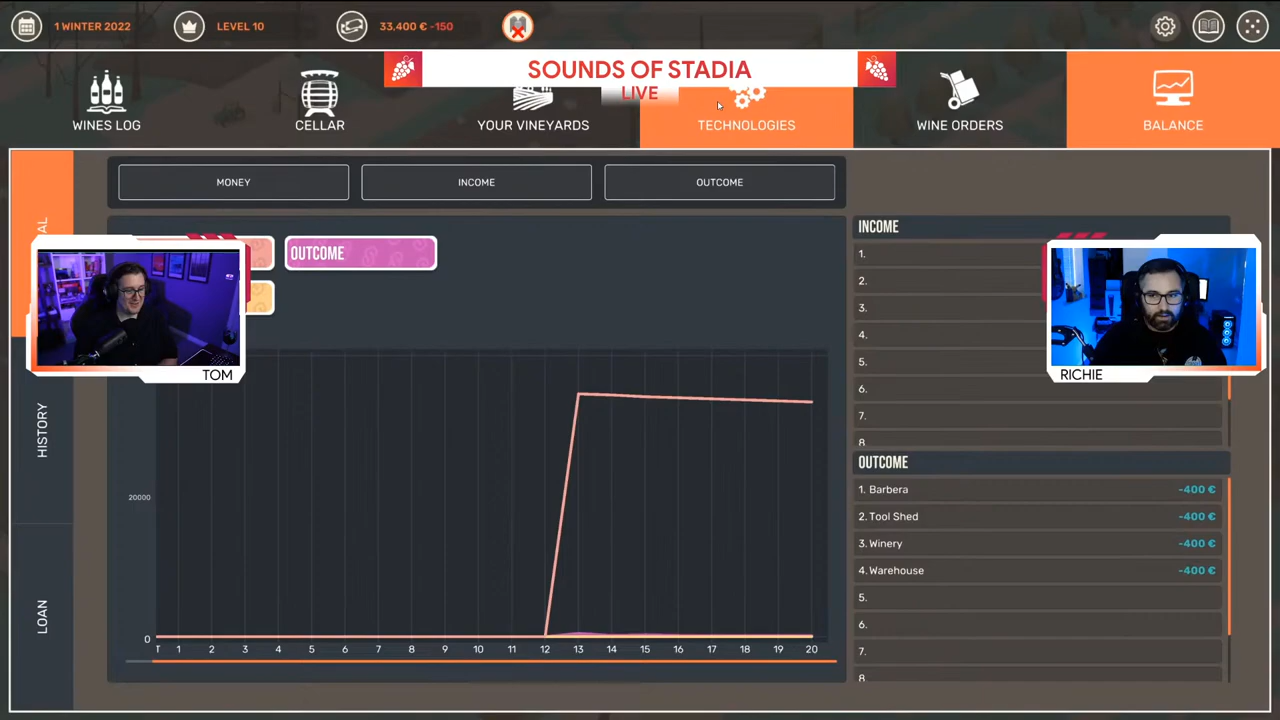 1 WINTER 2022
LEVEL 10
33.400 € -150
SOUNDS OF STADIA
LIVE
WINES LOG
CELLAR
YOUR VINEYARDS
TECHNOLOGIES
WINE ORDERS
BALANCE
MONEY
INCOME
OUTCOME
OUTCOME
TOM
RICHIE
HISTORY
LOAN
20000
0
T 1 2 3 4 5 6 7 8 9 10 11 12 13 14 15 16 17 18 19 20
INCOME
1.
2.
3.
4.
5.
6.
7.
8
OUTCOME
1. Barbera -400 €
2. Tool Shed -400 €
3. Winery -400 €
4. Warehouse -400 €
5.
6.
7.
8